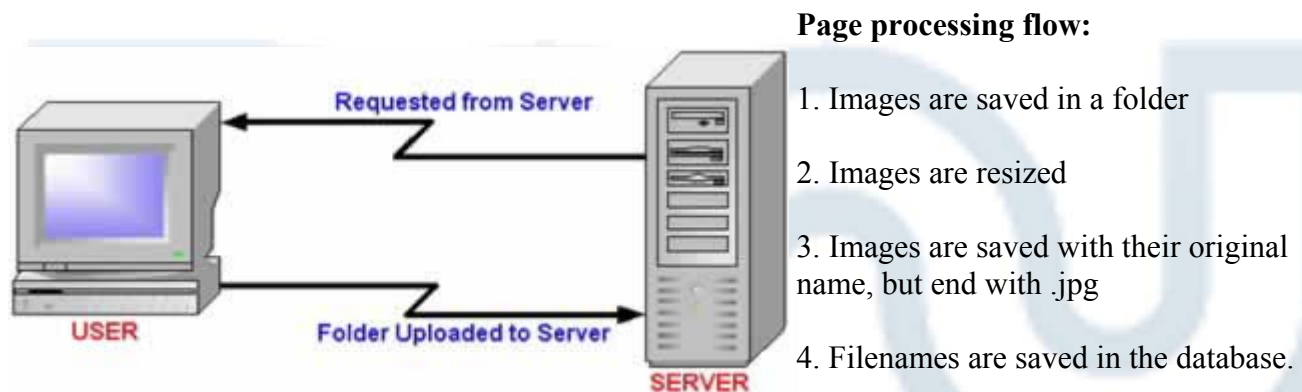 Page processing flow:
Requested from Server
1. Images are saved in a folder
2. Images are resized
3. Images are saved with their original
name, but end with .jpg
USER
Folder Uploaded to Server
4. Filenames are saved in the database.
SERVER